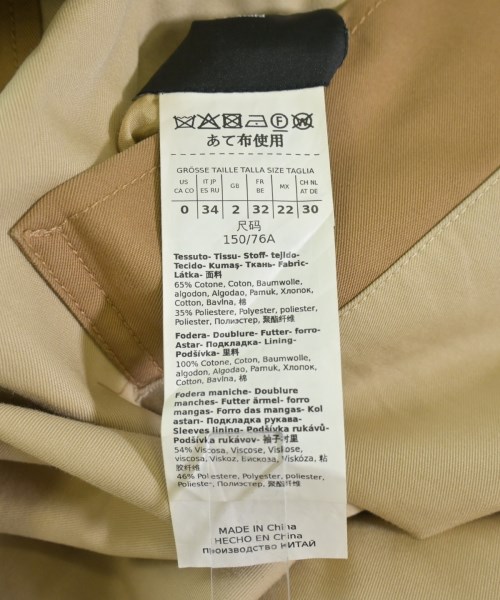 あて布使用
GRÖSSE TAILLE TALLA SIZE TAGLIA
US CA CO | IT JP ES RU | GB | FR BE | MX | CH NL AT DE
0 | 34 | 2 | 32 | 22 | 30
尺码
150/76A
Tessuto- Tissu- Stoff- tejido-
Tecido- Kumaş- Ткань- Fabric-
Látka- 面料
65% Cotone, Coton, Baumwolle,
algodon, Algodao, Pamuk, Хлопок,
Cotton, Bavlna, 棉
35% Poliestere, Polyester, poliester,
Poliester, Полиэстер, 聚酯纤维
Fodera- Doublure- Futter- forro-
Astar- Подкладка- Lining-
Podšívka- 里料
100% Cotone, Coton, Baumwolle,
algodon, Algodao, Pamuk, Хлопок,
Cotton, Bavlna, 棉
Fodera maniche- Doublure
manches- Futter ärmel- forro
mangas- Forro das mangas- Kol
astarı- Подкладка рукава-
Sleeves lining- Podšívka rukávů-
Podšívka rukávov- 袖子衬里
54% Viscosa, Viscose, Viskose,
viscosa, Viskoz, Вискоза, Viskóza, 粘
胶纤维
46% Poliestere, Polyester, poliester,
Poliester, Полиэстер, 聚酯纤维
MADE IN China
HECHO EN China
ПРОИЗВОДСТВО КИТАЙ